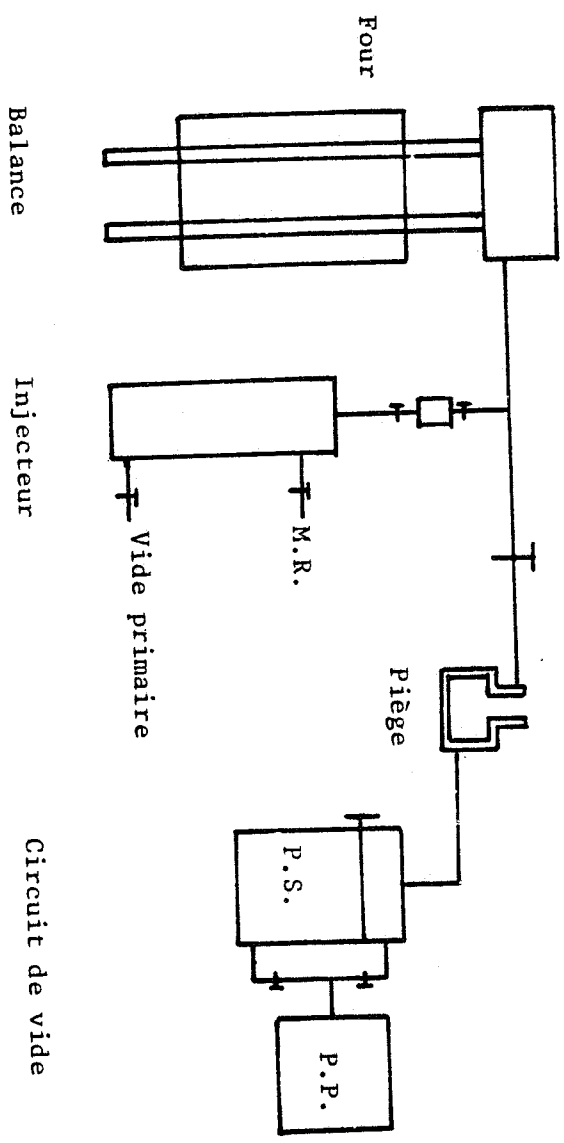 Four
Balance
Injecteur
M.R.
Vide primaire
Piège
P.S.
P.P.
Circuit de vide